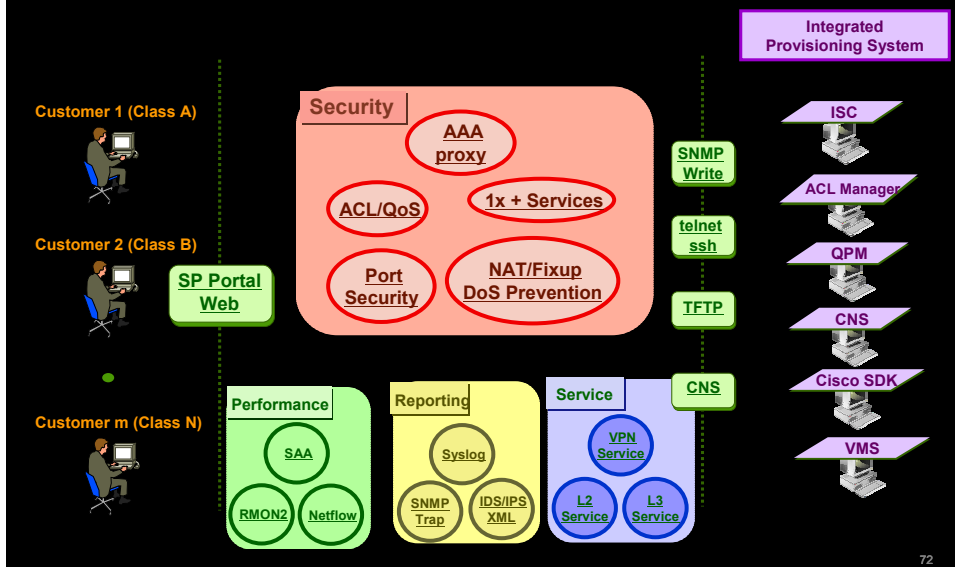 Integrated
Provisioning System
Customer 1 (Class A)
Customer 2 (Class B)
Customer m (Class N)
SP Portal
Web
Security
AAA
proxy
ACL/QoS
1x + Services
Port
Security
NAT/Fixup
DoS Prevention
Performance
SAA
RMON2
Netflow
Reporting
Syslog
SNMP
Trap
IDS/IPS
XML
Service
VPN
Service
L2
Service
L3
Service
SNMP
Write
telnet
ssh
TFTP
CNS
ISC
ACL Manager
QPM
CNS
Cisco SDK
VMS
72